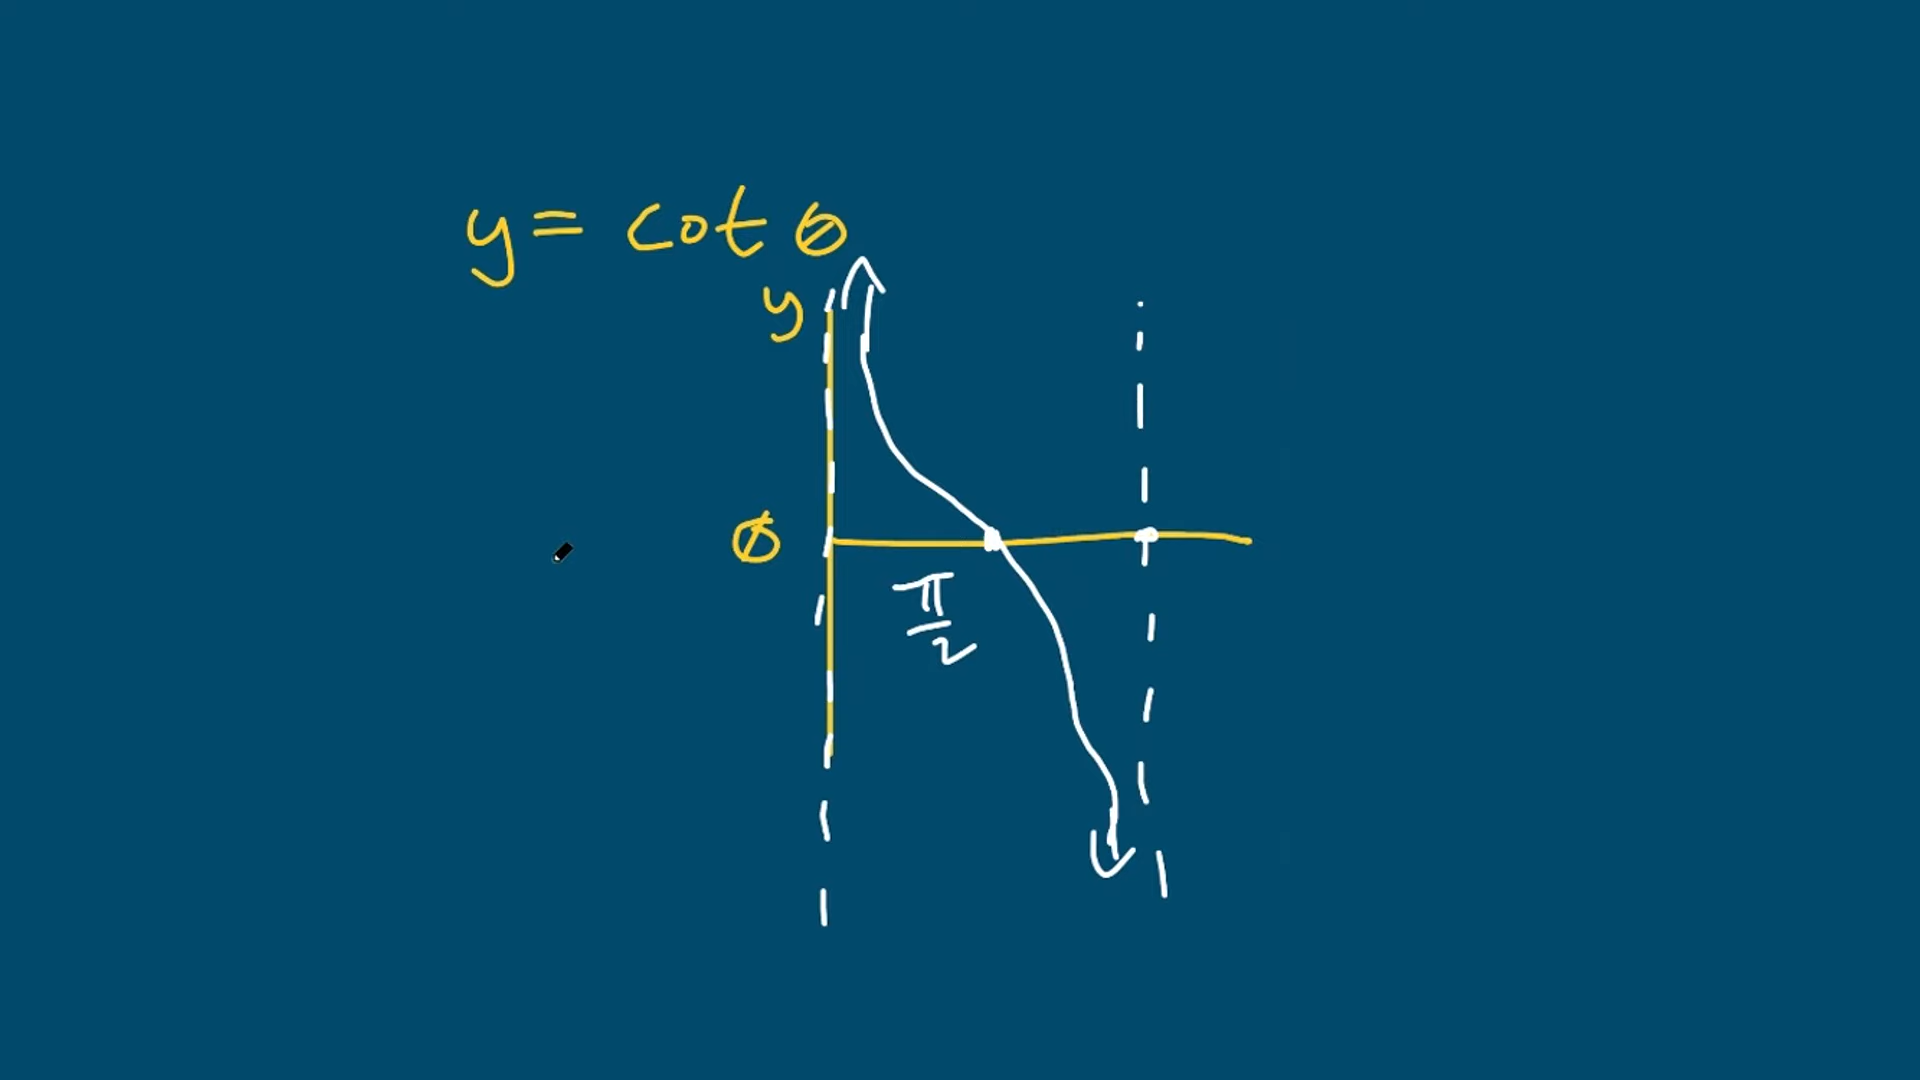 y = cot θ
y
θ
π/2